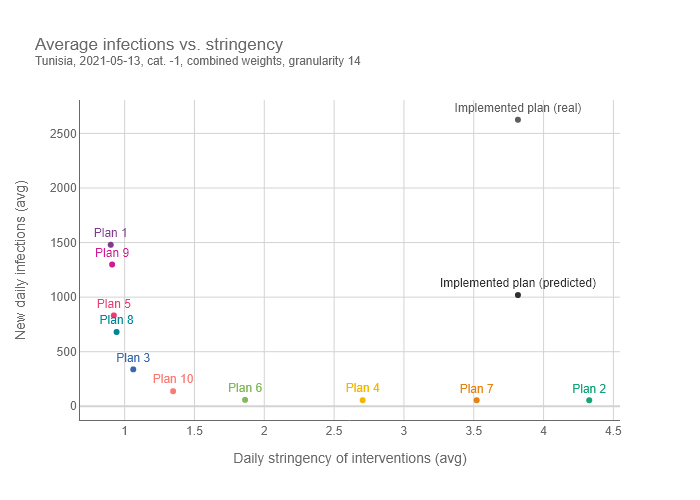 Average infections vs. stringency
Tunisia, 2021-05-13, cat. -1, combined weights, granularity 14
Implemented plan (real)
2500
2000
Plan 1
1500
Plan 9
Implemented plan (predicted)
1000
Plan 5
Plan 8
500
Plan 3
Plan 10
Plan 6
Plan 4
Plan 7
Plan 2
0
New daily infections (avg)
1
1.5
2
2.5
3
3.5
4
4.5
Daily stringency of interventions (avg)